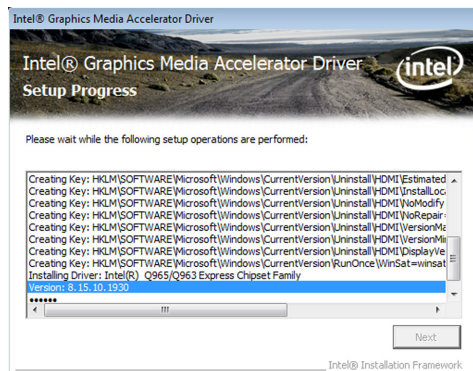 Intel® Graphics Media Accelerator Driver
Intel® Graphics Media Accelerator Driver
intel
Setup Progress
Please wait while the following setup operations are performed:
Creating Key: HKLM\SOFTWARE\Microsoft\Windows\CurrentVersion\Uninstall\HDMI\Estimated
Creating Key: HKLM\SOFTWARE\Microsoft\Windows\CurrentVersion\Uninstall\HDMI\InstallLoc
Creating Key: HKLM\SOFTWARE\Microsoft\Windows\CurrentVersion\Uninstall\HDMI\NoModify
Creating Key: HKLM\SOFTWARE\Microsoft\Windows\CurrentVersion\Uninstall\HDMI\NoRepair=
Creating Key: HKLM\SOFTWARE\Microsoft\Windows\CurrentVersion\Uninstall\HDMI\VersionMa
Creating Key: HKLM\SOFTWARE\Microsoft\Windows\CurrentVersion\Uninstall\HDMI\VersionMi
Creating Key: HKLM\SOFTWARE\Microsoft\Windows\CurrentVersion\Uninstall\HDMI\DisplayVe
Creating Key: HKLM\SOFTWARE\Microsoft\Windows\CurrentVersion\RunOnce\WinSat=winsat
Installing Driver: Intel(R) Q965/Q963 Express Chipset Family
Version: 8.15.10.1930
••••••
Next
Intel® Installation Framework